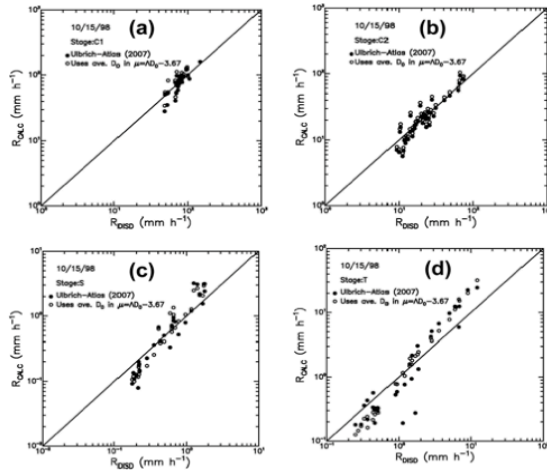 (a)
10/15/98
Stage:C1
Ulbrich-Atlas (2007)
Uses ave. D₀ in μ=ΛD₀-3.67
R_CALC (mm h⁻¹)
R_DISD (mm h⁻¹)
(b)
10/15/98
Stage:C2
Ulbrich-Atlas (2007)
Uses ave. D₀ in μ=ΛD₀-3.67
R_CALC (mm h⁻¹)
R_DISD (mm h⁻¹)
(c)
10/15/98
Stage:S
Ulbrich-Atlas (2007)
Uses ave. D₀ in μ=ΛD₀-3.67
R_CALC (mm h⁻¹)
R_DISD (mm h⁻¹)
(d)
10/15/98
Stage:T
Ulbrich-Atlas (2007)
Uses ave. D₀ in μ=ΛD₀-3.67
R_CALC (mm h⁻¹)
R_DISD (mm h⁻¹)